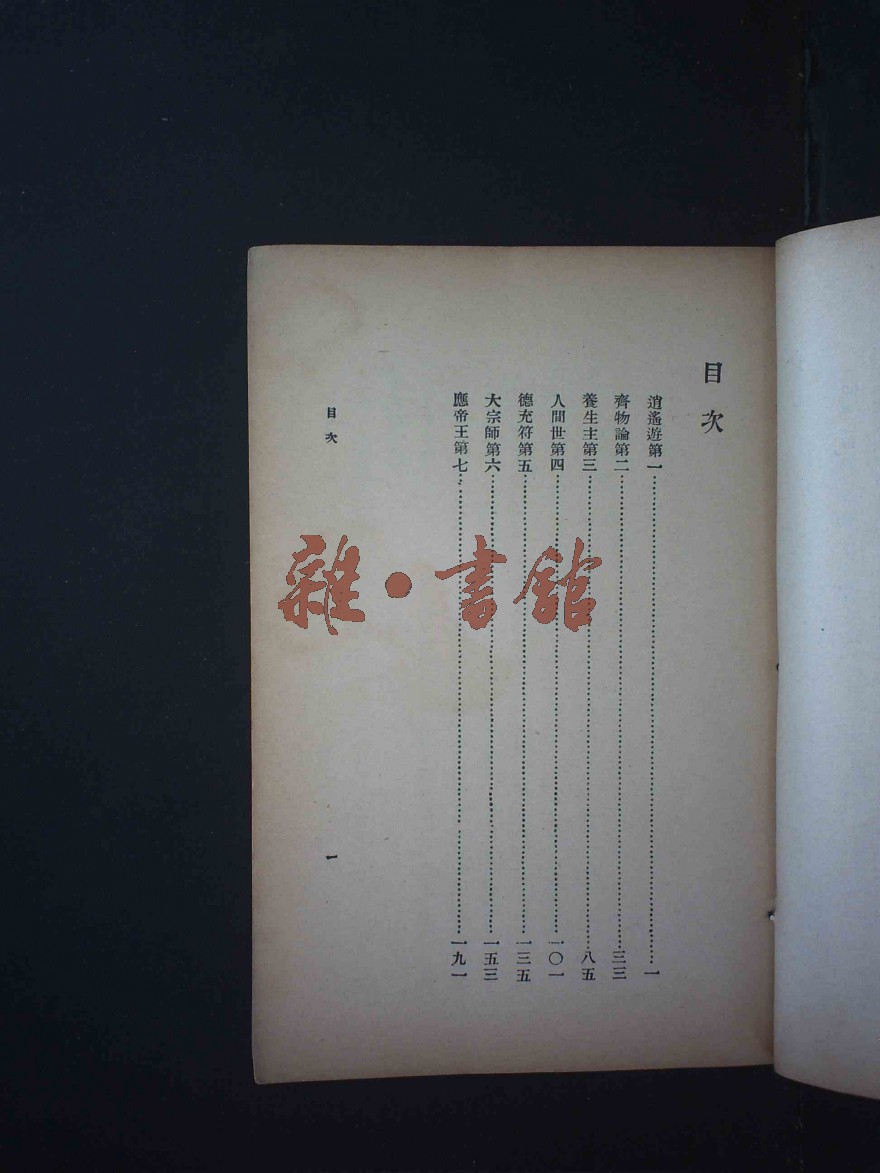 目次
逍遙遊第一……一
齊物論第二……三三
養生主第三……八五
人間世第四……一〇一
德充符第五……一三五
大宗師第六……一五三
應帝王第七……一九一
目次
一
雜·書館